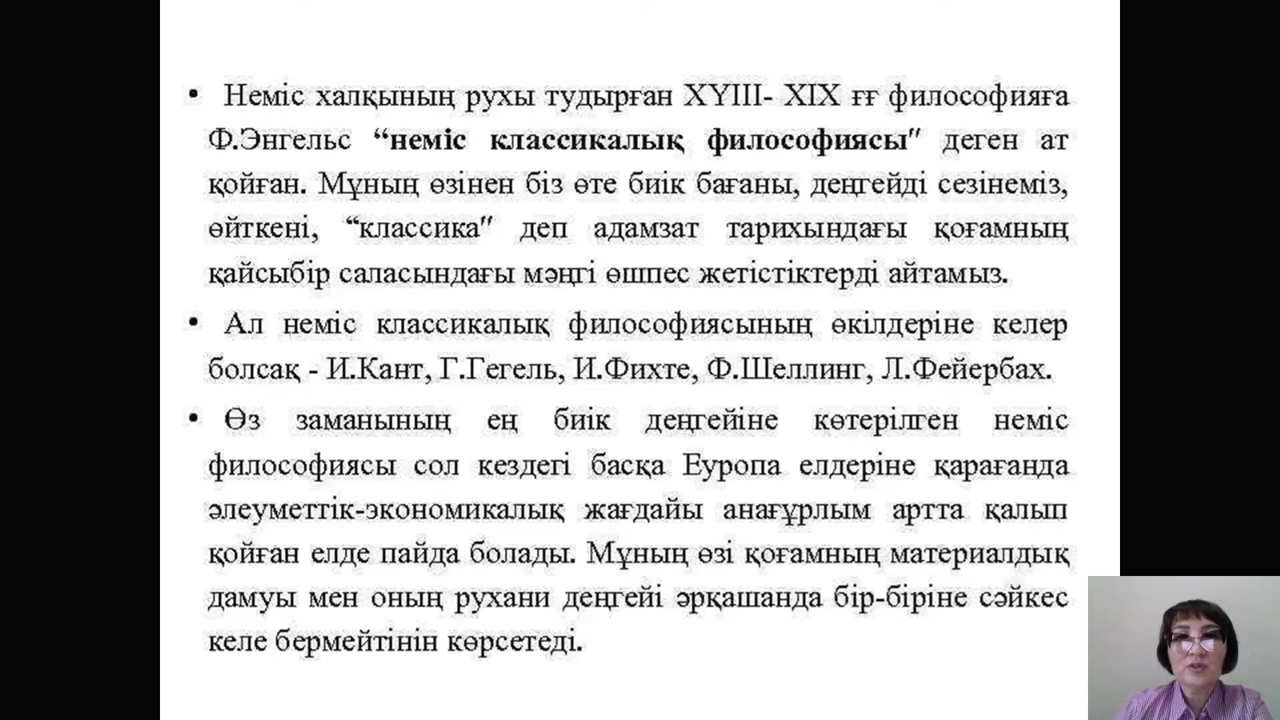 • Неміс халқының рухы тудырған ХҮІІІ- ХІХ ғғ философияға
Ф.Энгельс “неміс классикалық философиясы" деген ат
қойған. Мұның өзінен біз өте биік бағаны, деңгейді сезінеміз,
өйткені, “классика" деп адамзат тарихындағы қоғамның
қайсыбір саласындағы мәңгі өшпес жетістіктерді айтамыз.
• Ал неміс классикалық философиясының өкілдеріне келер
болсақ - И.Кант, Г.Гегель, И.Фихте, Ф.Шеллинг, Л.Фейербах.
• Өз заманының ең биік деңгейіне көтерілген неміс
философиясы сол кездегі басқа Еуропа елдеріне қарағанда
әлеуметтік-экономикалық жағдайы анағұрлым артта қалып
қойған елде пайда болады. Мұның өзі қоғамның материалдық
дамуы мен оның рухани деңгейі әрқашанда бір-біріне сәйкес
келе бермейтінін көрсетеді.